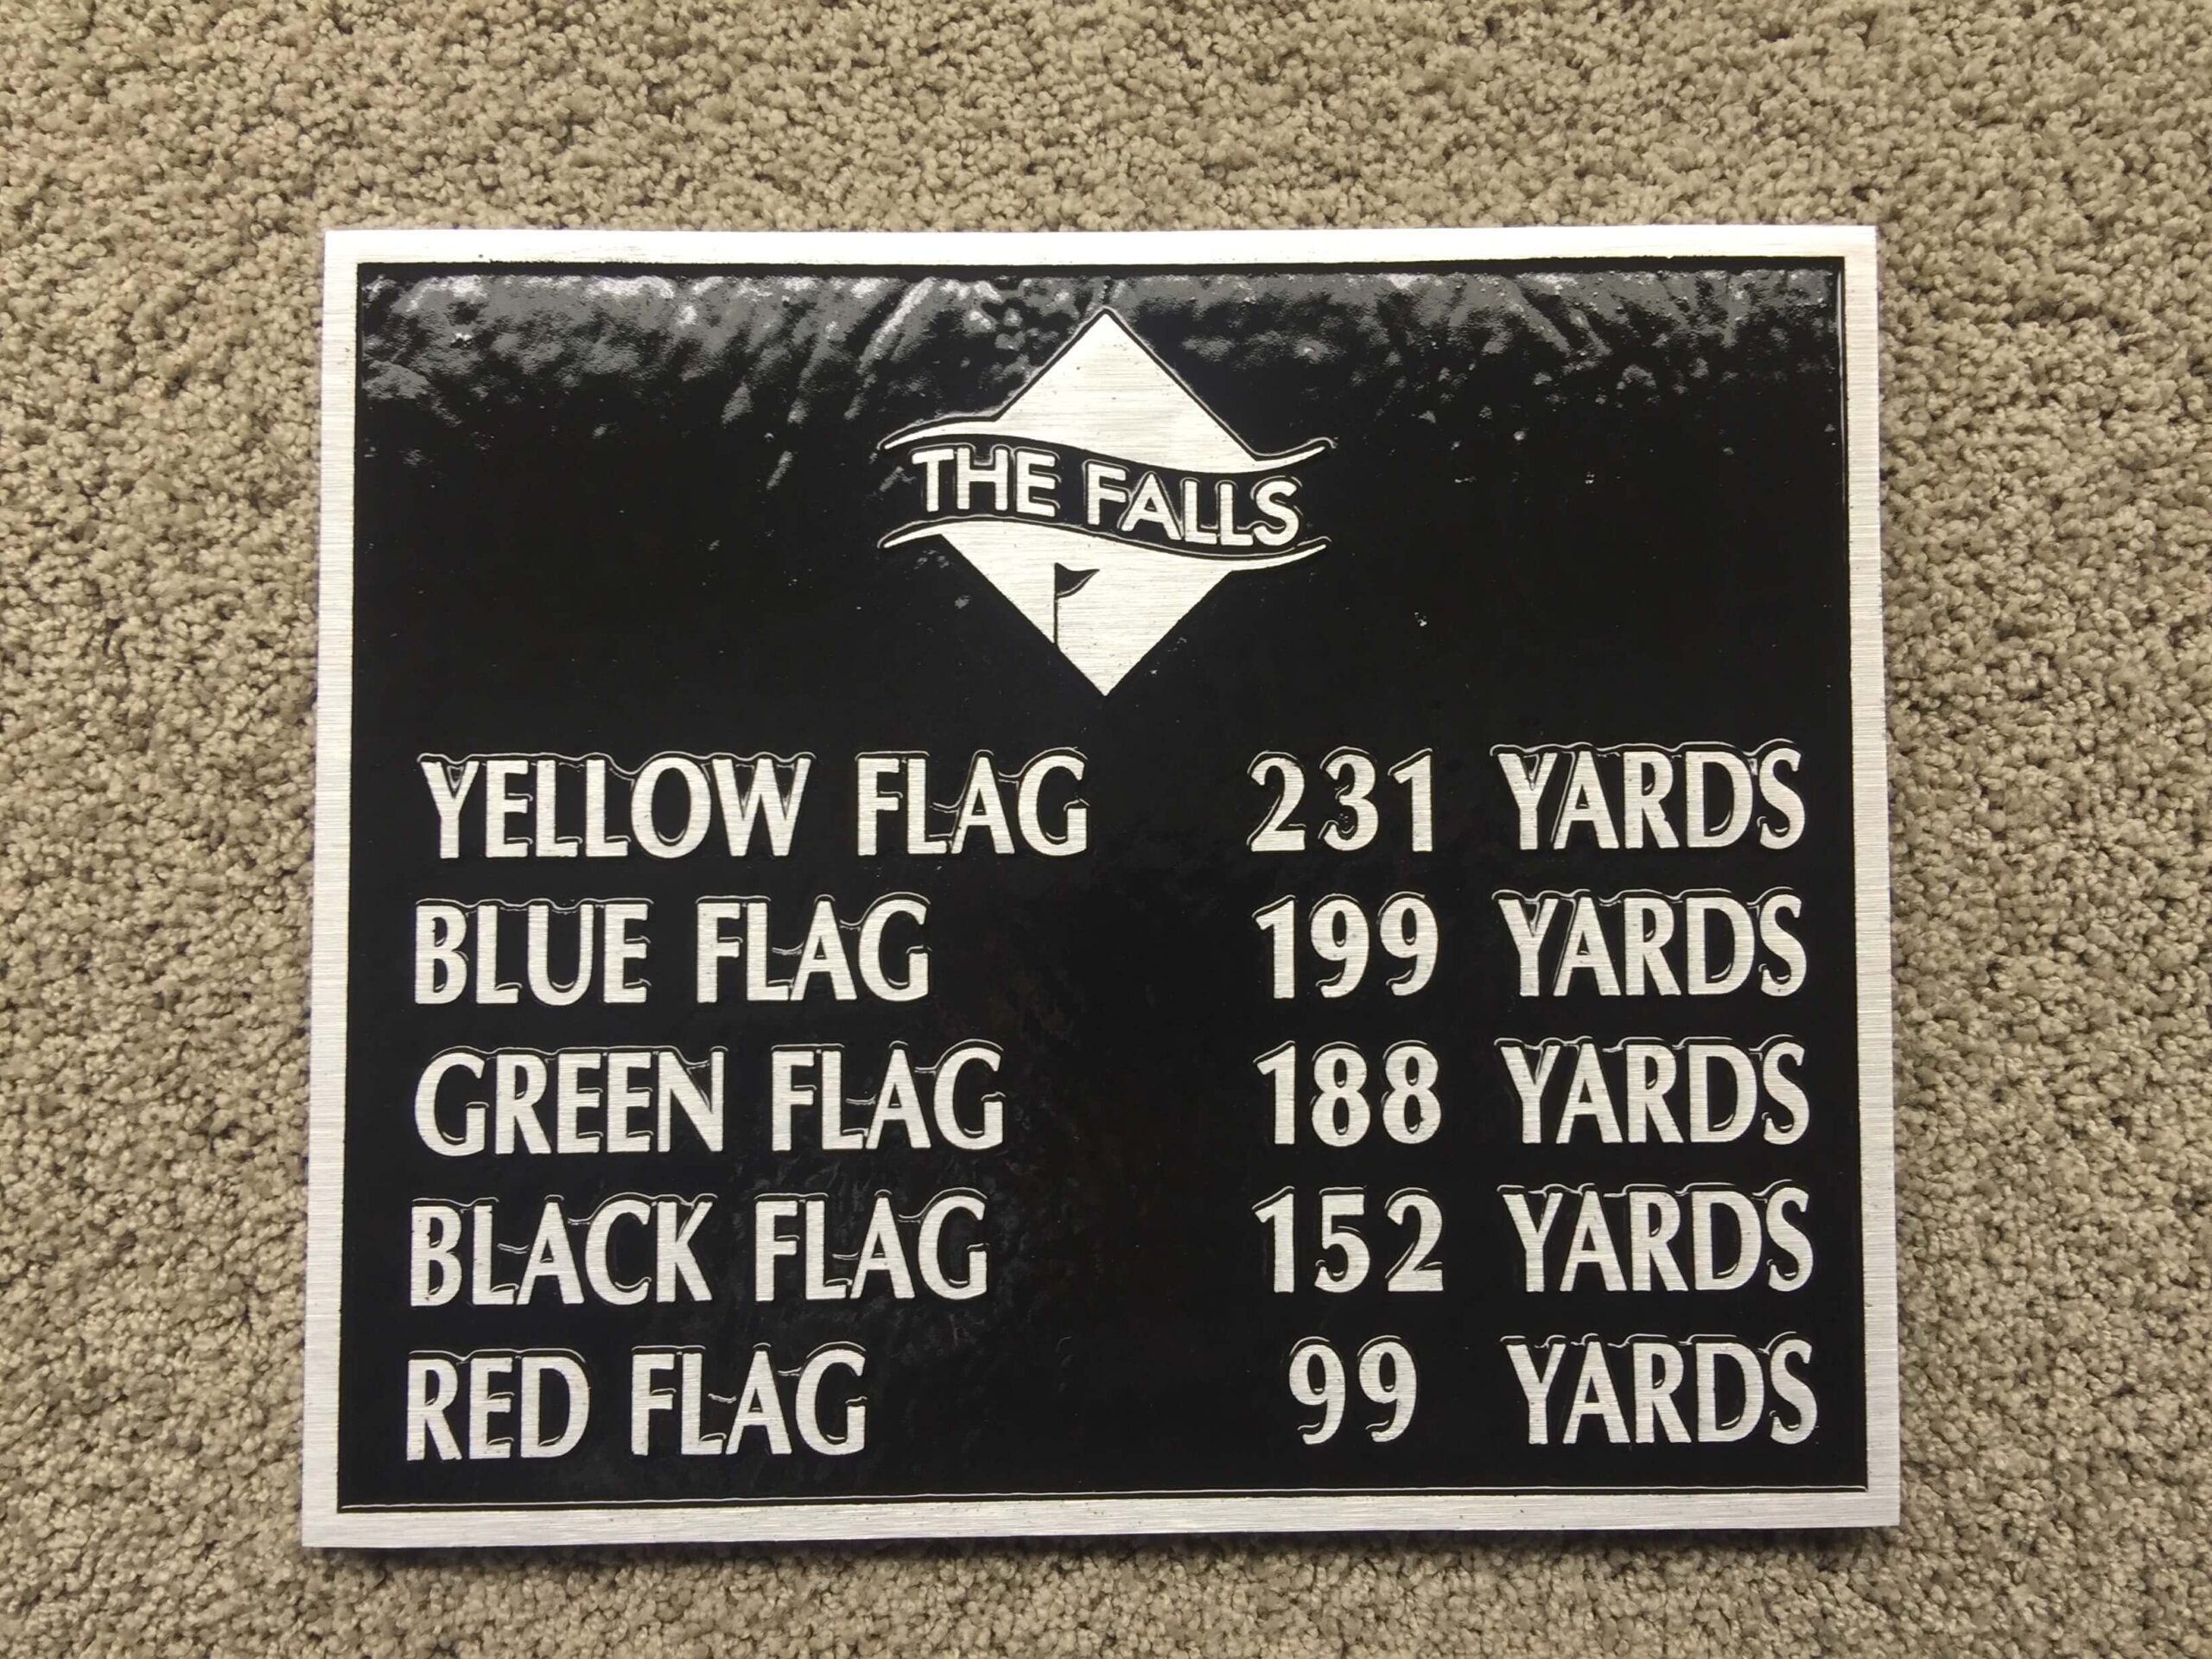 THE FALLS
YELLOW FLAG 231 YARDS
BLUE FLAG 199 YARDS
GREEN FLAG 188 YARDS
BLACK FLAG 152 YARDS
RED FLAG 99 YARDS